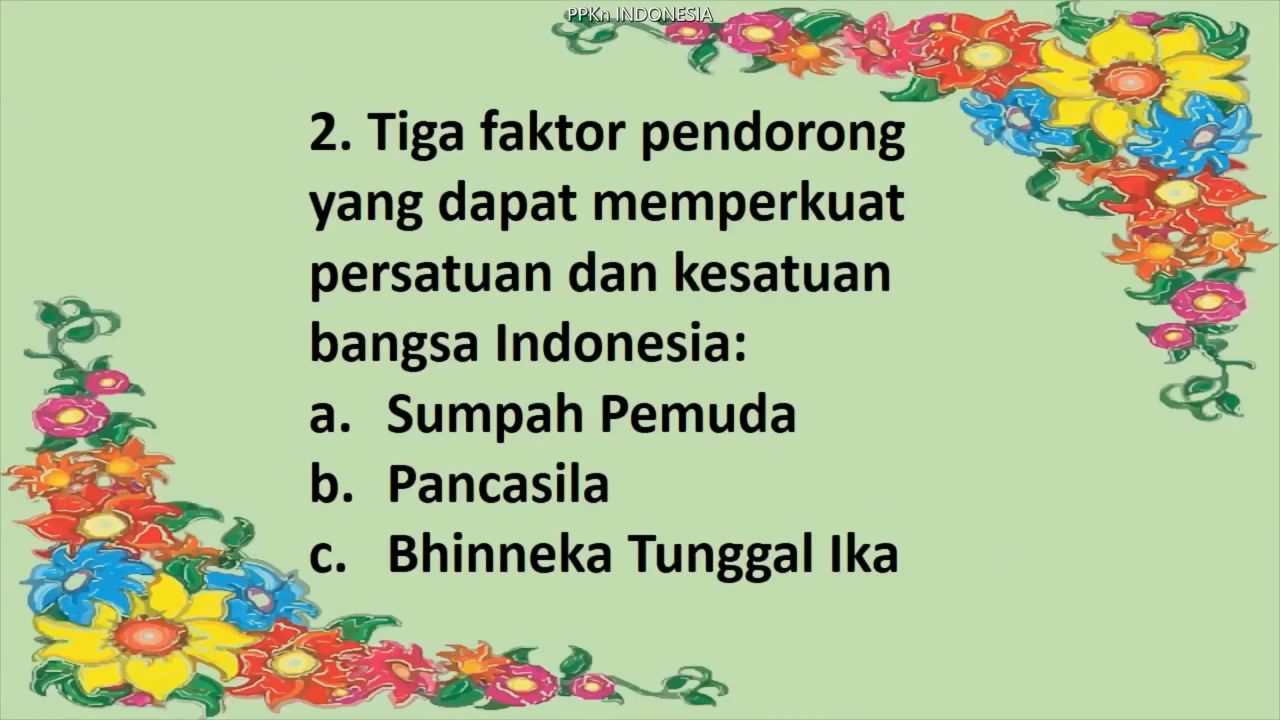 PPKn INDONESIA
2. Tiga faktor pendorong
yang dapat memperkuat
persatuan dan kesatuan
bangsa Indonesia:
a. Sumpah Pemuda
b. Pancasila
c. Bhinneka Tunggal Ika